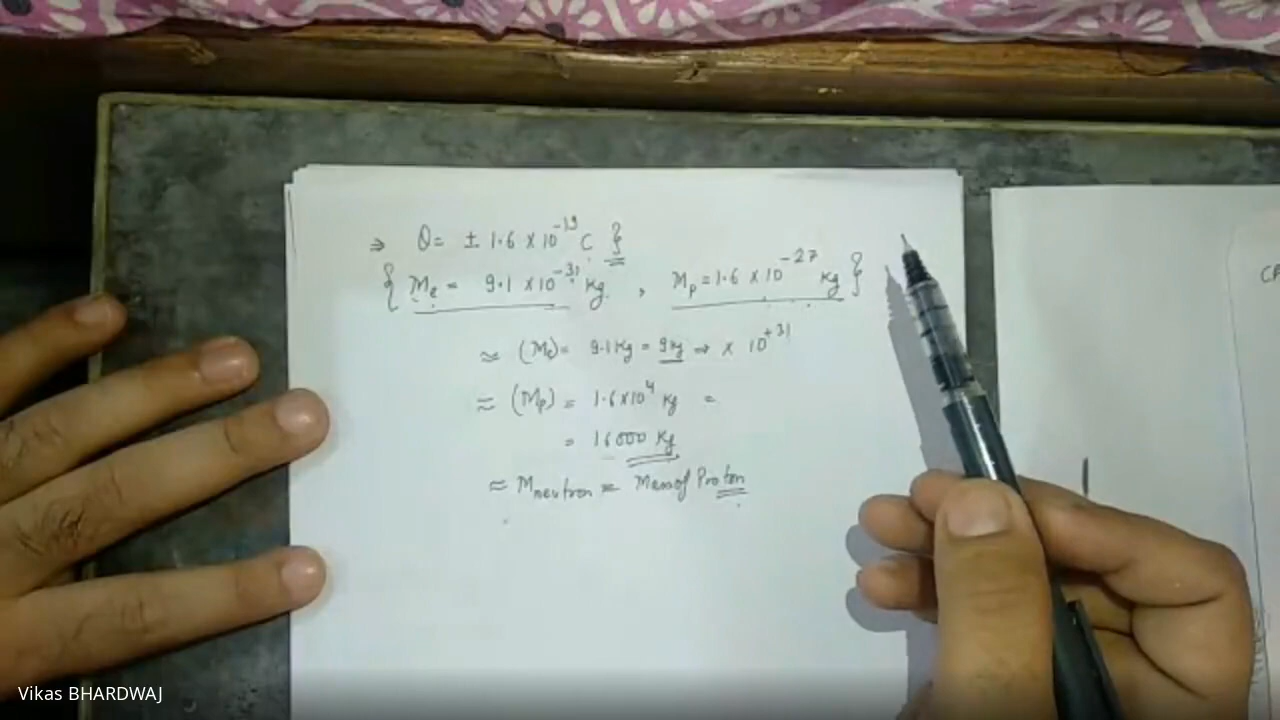 ⇒ Q = ± 1.6 × 10⁻¹⁹ C }
{ Me = 9.1 × 10⁻³¹ kg , Mp = 1.6 × 10⁻²⁷ kg }
≈ (Me) = 9.1 Kg = 9 kg ⇒ × 10⁺³¹
≈ (Mp) = 1.6 × 10⁴ kg =
= 16000 Kg
≈ Mneutron = of Proton
Vikas BHARDWAJ